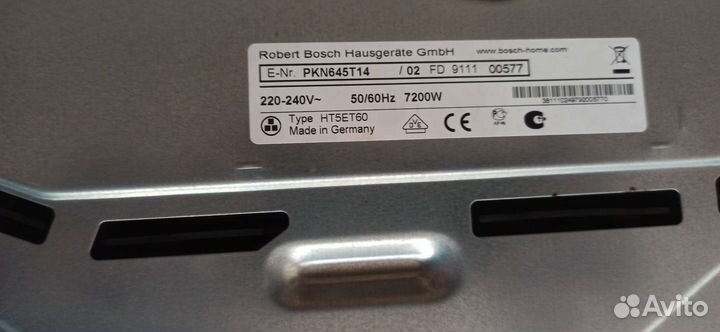 Robert Bosch Hausgeräte GmbH www.bosch-home.com
E-Nr. PKN645T14 / 02 FD 9111 00577
220-240V~ 50/60Hz 7200W
Type HT5ET60
Made in Germany
Avito